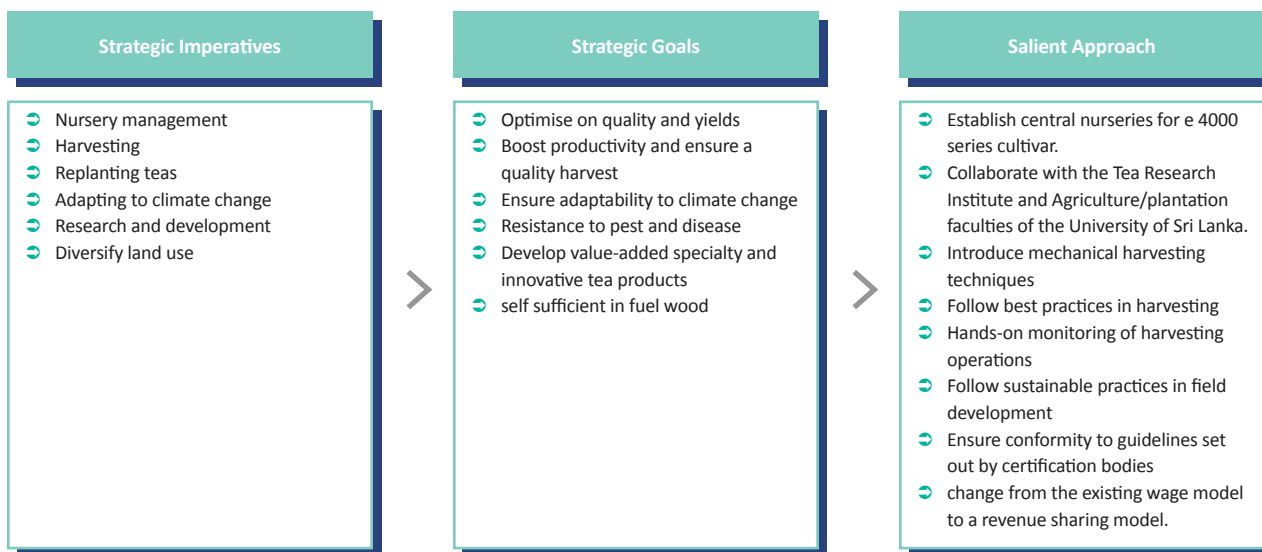 Strategic Imperatives
Nursery management
Harvesting
Replanting teas
Adapting to climate change
Research and development
Diversify land use
Strategic Goals
Optimise on quality and yields
Boost productivity and ensure a
quality harvest
Ensure adaptability to climate change
Resistance to pest and disease
Develop value-added specialty and
innovative tea products
self sufficient in fuel wood
Salient Approach
Establish central nurseries for e 4000
series cultivar.
Collaborate with the Tea Research
Institute and Agriculture/plantation
faculties of the University of Sri Lanka.
Introduce mechanical harvesting
techniques
Follow best practices in harvesting
Hands-on monitoring of harvesting
operations
Follow sustainable practices in field
development
Ensure conformity to guidelines set
out by certification bodies
change from the existing wage model
to a revenue sharing model.